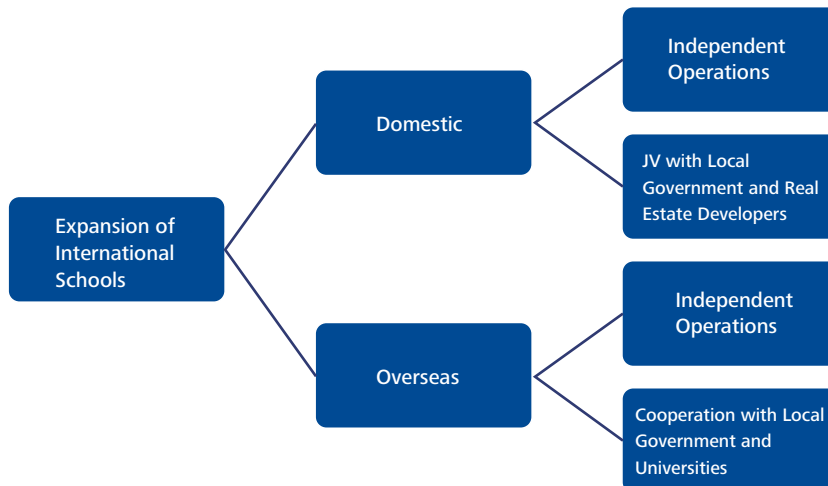 Independent
Operations
Domestic
JV with Local
Government and Real
Estate Developers
Expansion of
International
Schools
Independent
Operations
Overseas
Cooperation with Local
Government and
Universities